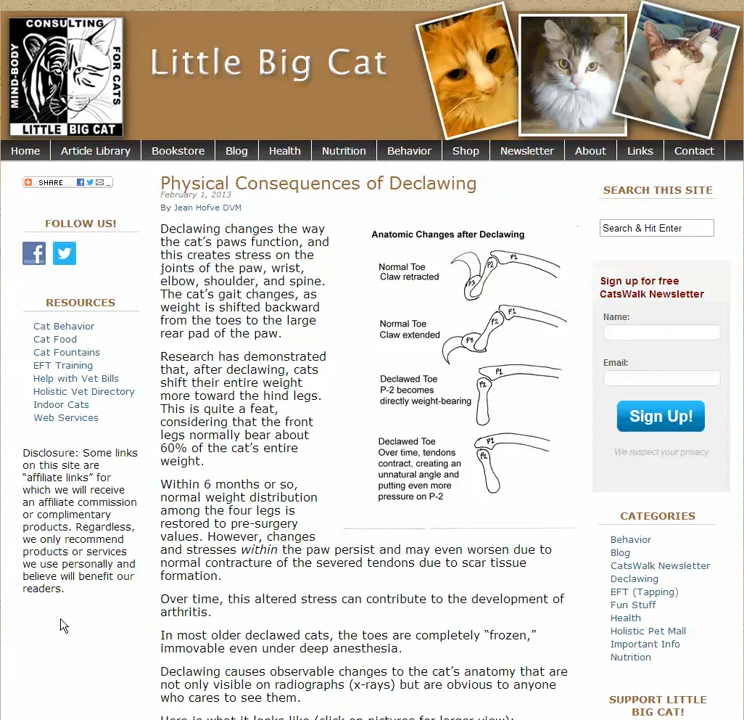 CONSULTING
MIND-BODY
FOR CATS
LITTLE BIG CAT
Little Big Cat
Home
Article Library
Bookstore
Blog
Health
Nutrition
Behavior
Shop
Newsletter
About
Links
Contact
SHARE
FOLLOW US!
RESOURCES
Cat Behavior
Cat Food
Cat Fountains
EFT Training
Help with Vet Bills
Holistic Vet Directory
Indoor Cats
Web Services
Disclosure: Some links
on this site are
“affiliate links” for
which we will receive
an affiliate commission
or complimentary
products. Regardless,
we only recommend
products or services
we use personally and
believe will benefit our
readers.
Physical Consequences of Declawing
February 1, 2013
By Jean Hofve DVM
Declawing changes the way
the cat’s paws function, and
this creates stress on the
joints of the paw, wrist,
elbow, shoulder, and spine.
The cat’s gait changes, as
weight is shifted backward
from the toes to the large
rear pad of the paw.
Research has demonstrated
that, after declawing, cats
shift their entire weight
more toward the hind legs.
This is quite a feat,
considering that the front
legs normally bear about
60% of the cat’s entire
weight.
Within 6 months or so,
normal weight distribution
among the four legs is
restored to pre-surgery
values. However, changes
and stresses within the paw persist and may even worsen due to
normal contracture of the severed tendons due to scar tissue
formation.
Over time, this altered stress can contribute to the development of
arthritis.
In most older declawed cats, the toes are completely “frozen,”
immovable even under deep anesthesia.
Declawing causes observable changes to the cat’s anatomy that are
not only visible on radiographs (x-rays) but are obvious to anyone
who cares to see them.
Here is what it looks like (click on pictures for larger view):
Anatomic Changes after Declawing
Normal Toe
Claw retracted
P1
P2
P3
Normal Toe
Claw extended
P1
P2
P3
Declawed Toe
P-2 becomes
directly weight-bearing
P1
P2
Declawed Toe
Over time, tendons
contract, creating an
unnatural angle and
putting even more
pressure on P-2
P1
P2
SEARCH THIS SITE
Search & Hit Enter
Sign up for free
CatsWalk Newsletter
Name:
Email:
Sign Up!
We respect your privacy
CATEGORIES
Behavior
Blog
CatsWalk Newsletter
Declawing
EFT (Tapping)
Fun Stuff
Health
Holistic Pet Mall
Important Info
Nutrition
SUPPORT LITTLE
BIG CAT!